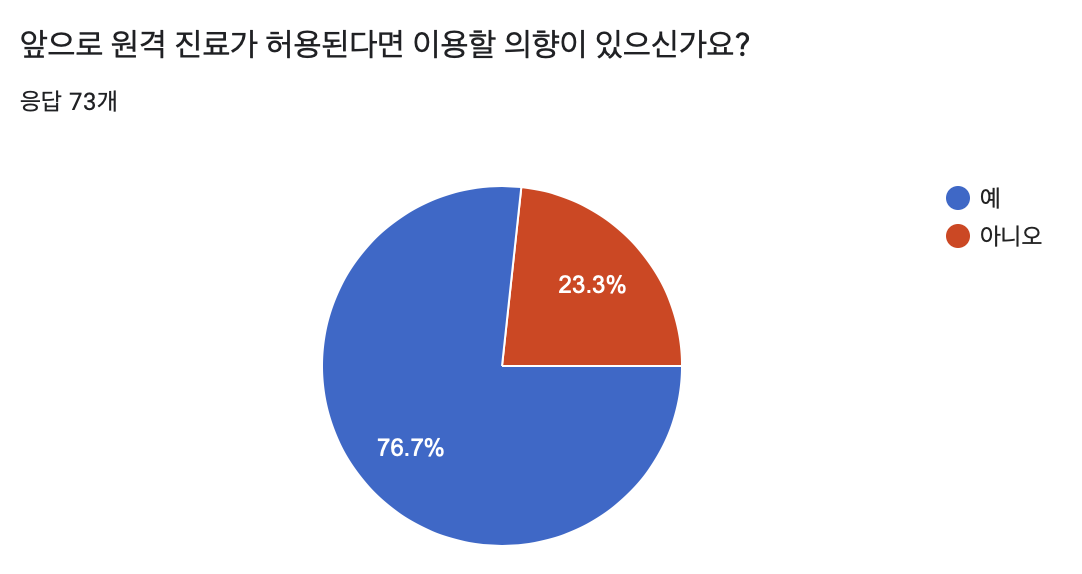 앞으로 원격 진료가 허용된다면 이용할 의향이 있으신가요?
응답 73개
예
아니오
23.3%
76.7%